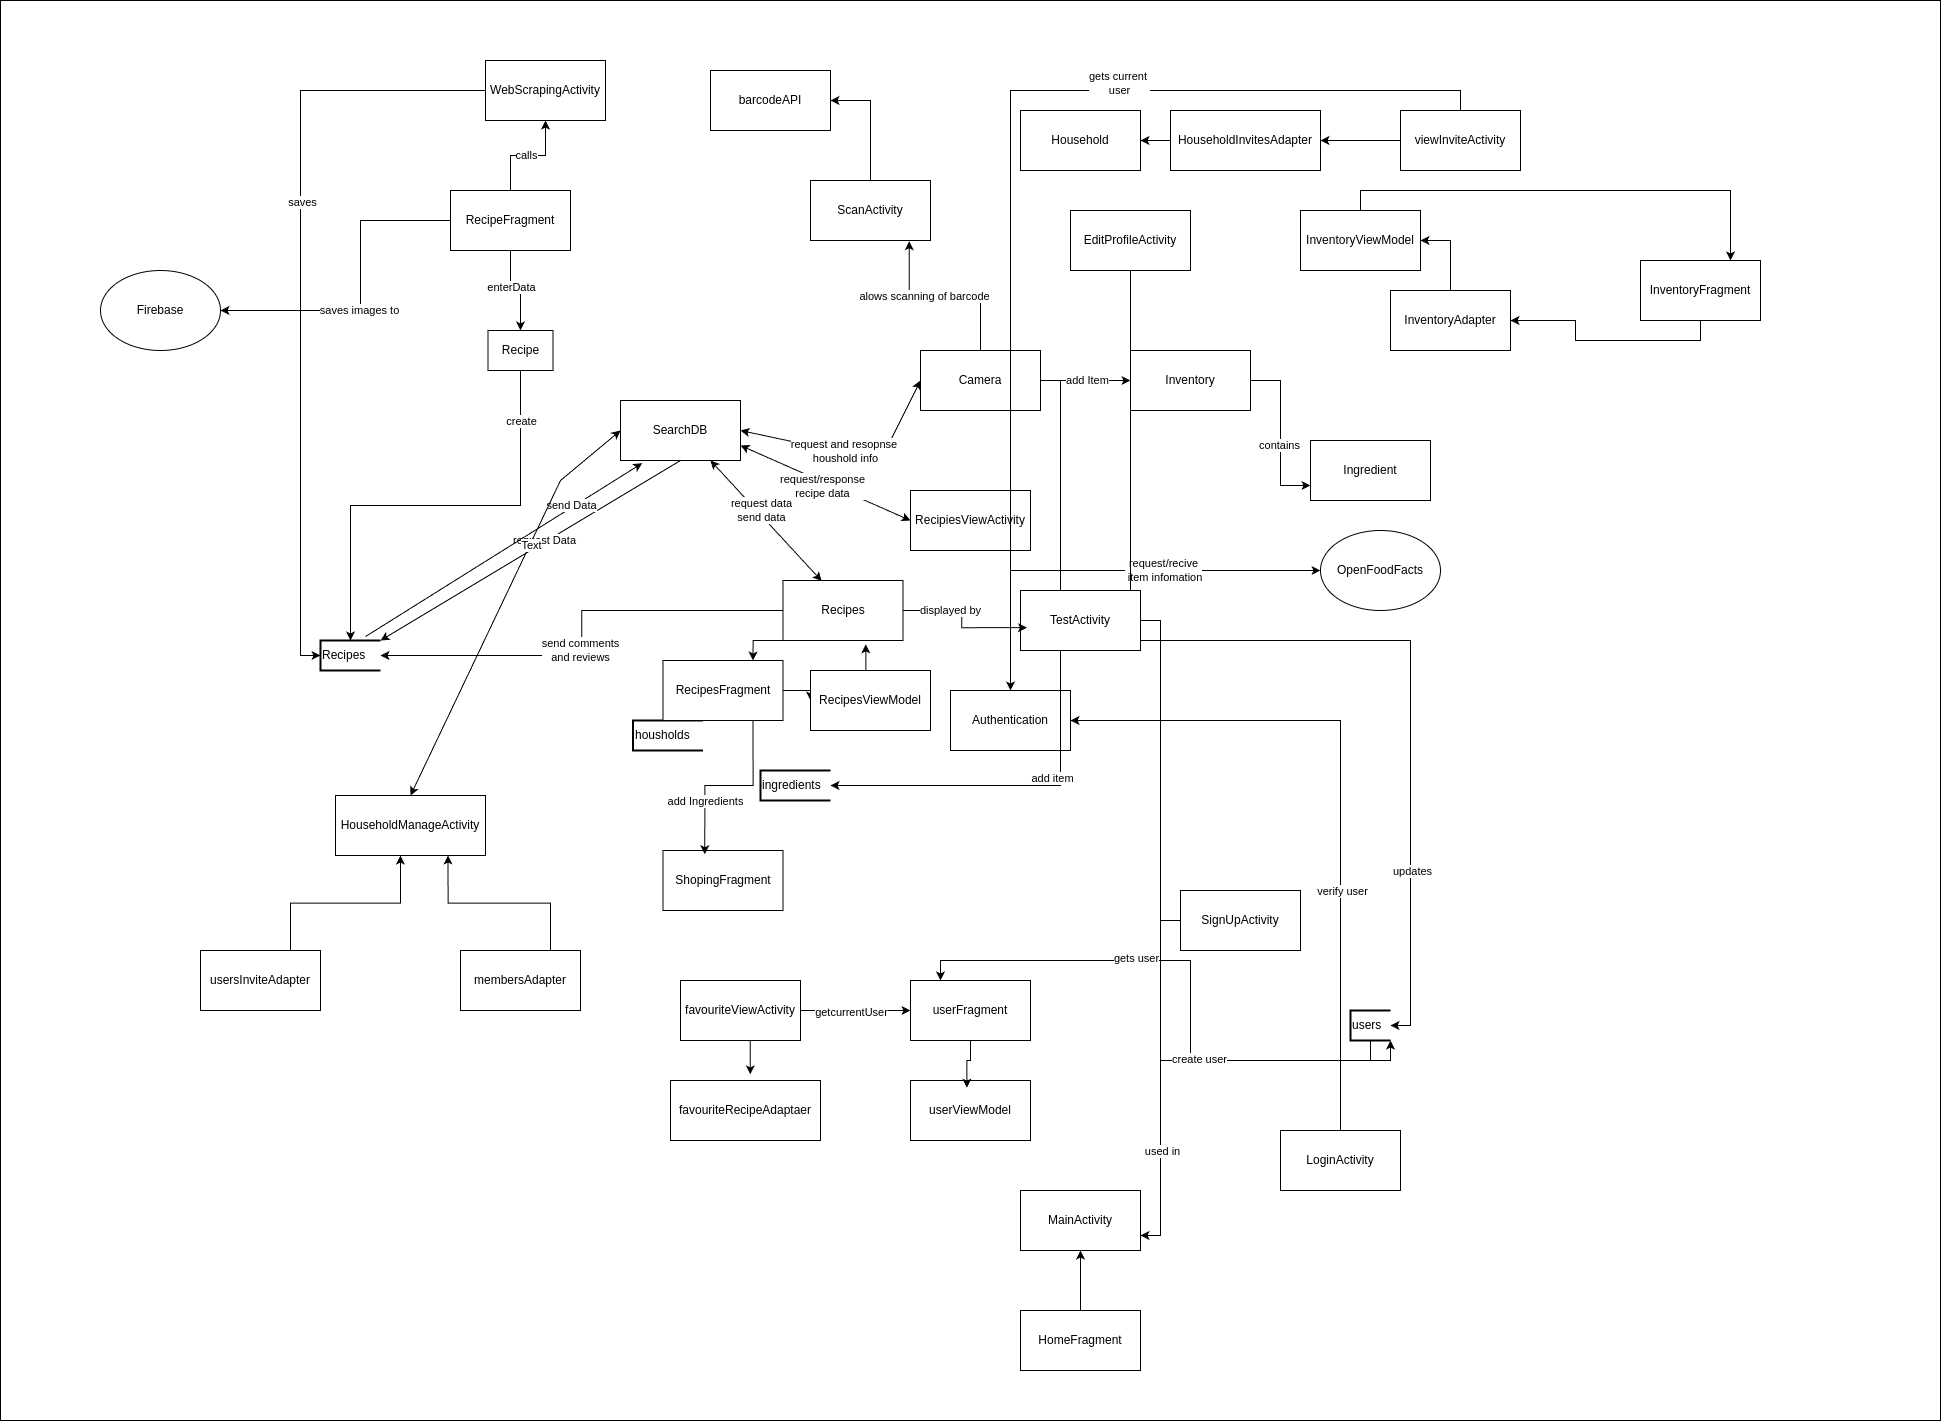 gets current
user
WebScrapingActivity
barcodeAPI
Household
HouseholdInvitesAdapter
viewInviteActivity
calls
saves
RecipeFragment
ScanActivity
EditProfileActivity
InventoryViewModel
InventoryFragment
enterData
alows scanning of barcode
Firebase
saves images to
InventoryAdapter
Recipe
Camera
add Item
Inventory
create
SearchDB
request and resopnse
houshold info
contains
Ingredient
request/response
recipe data
send Data
request data
send data
RecipiesViewActivity
Text
st Data
request/recive
item infomation
OpenFoodFacts
Recipes
displayed by
TestActivity
send comments
and reviews
Recipes
RecipesFragment
RecipesViewModel
Authentication
housholds
ingredients
add item
add Ingredients
HouseholdManageActivity
ShopingFragment
updates
verify user
SignUpActivity
usersInviteAdapter
membersAdapter
gets user
favouriteViewActivity
getcurrentUser
userFragment
users
create user
favouriteRecipeAdaptaer
userViewModel
used in
LoginActivity
MainActivity
HomeFragment